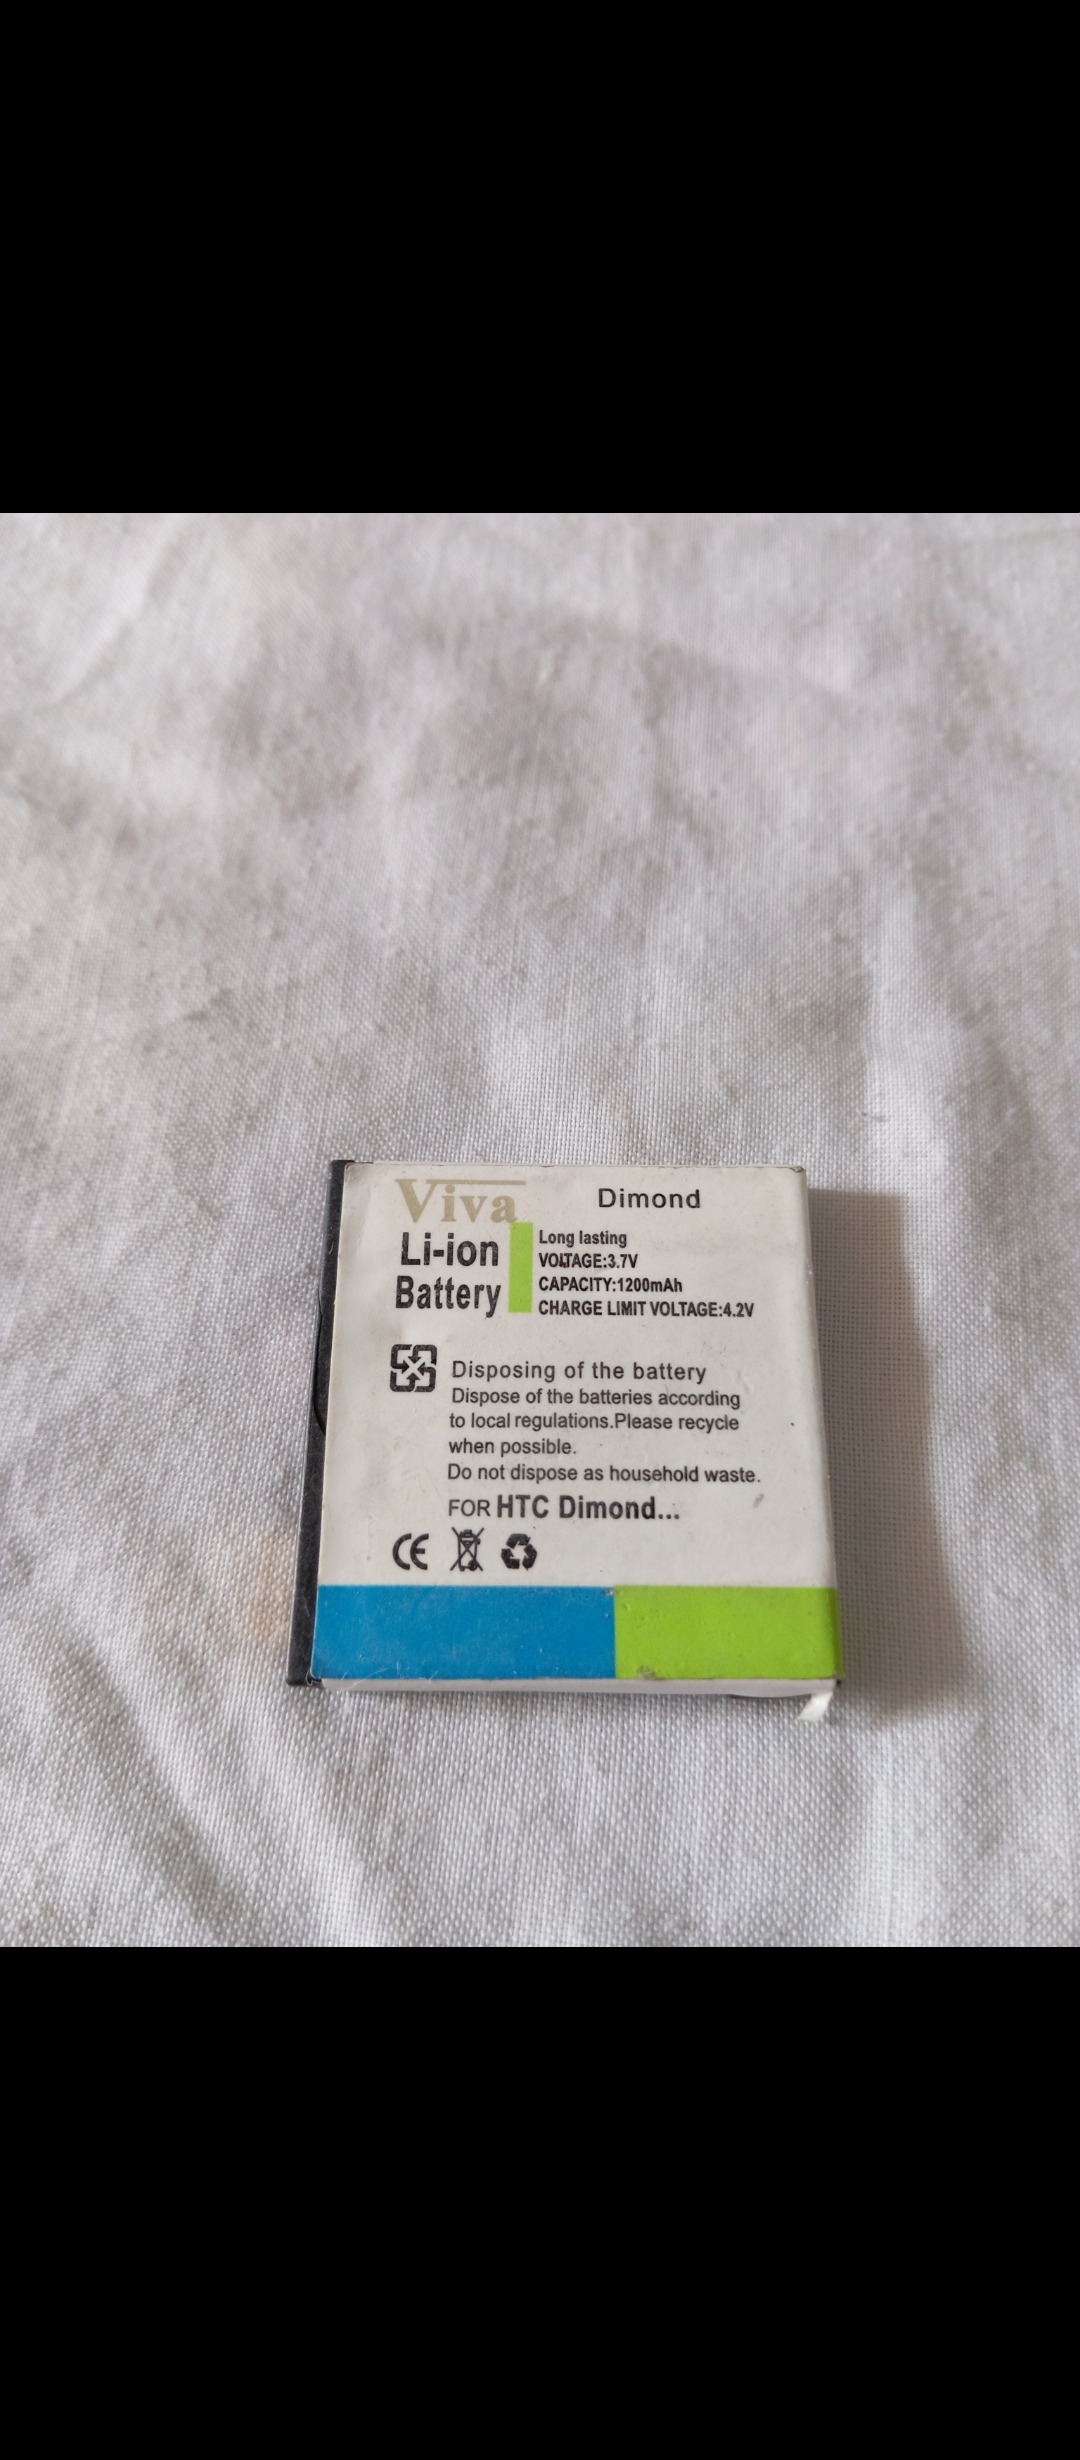 Viva
Dimond
Li-ion
Battery
Long lasting
VOLTAGE:3.7V
CAPACITY:1200mAh
CHARGE LIMIT VOLTAGE:4.2V
Disposing of the battery
Dispose of the batteries according
to local regulations.Please recycle
when possible.
Do not dispose as household waste.
FOR HTC Dimond...
CE